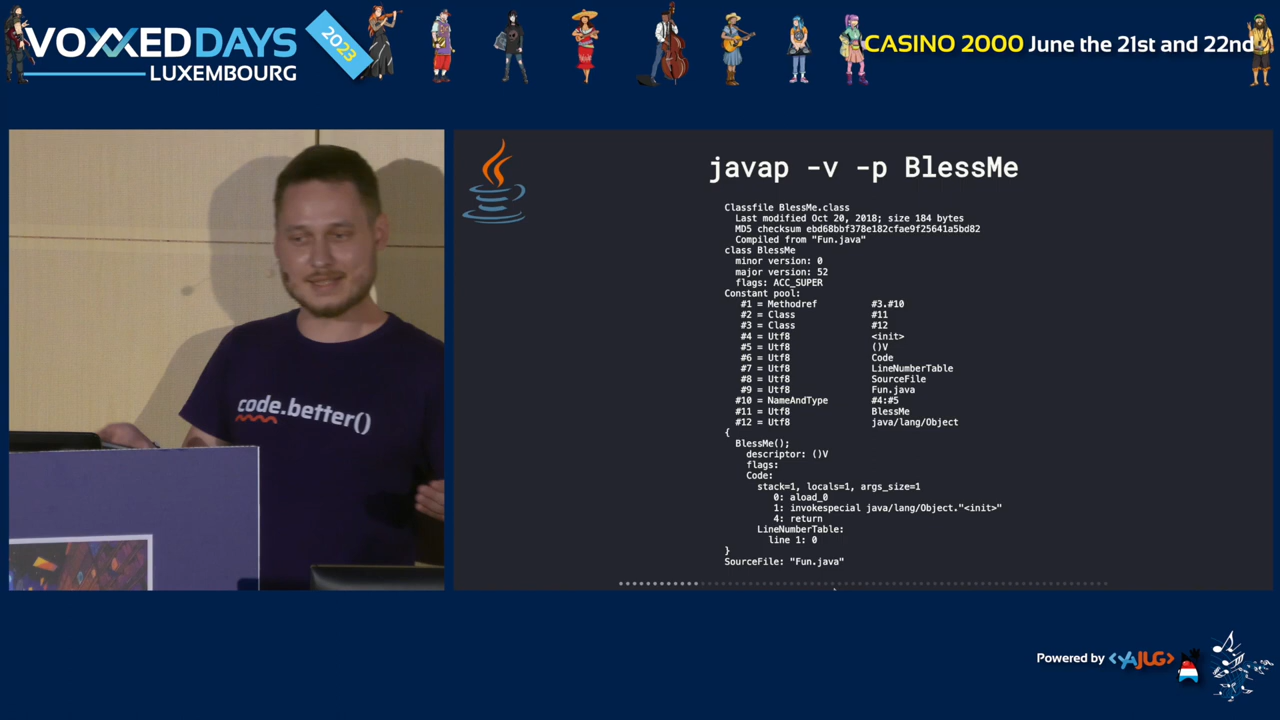 VOXXEDDAYS
LUXEMBOURG
2023
CASINO 2000 June the 21st and 22nd
code.better()
javap -v -p BlessMe
Classfile BlessMe.class
Last modified Oct 20, 2018; size 184 bytes
MD5 checksum ebd68bbf378e182cfae9f25641a5bd82
Compiled from "Fun.java"
class BlessMe
minor version: 0
major version: 52
flags: ACC_SUPER
Constant pool:
#1 = Methodref #3.#10
#2 = Class #11
#3 = Class #12
#4 = Utf8 <init>
#5 = Utf8 ()V
#6 = Utf8 Code
#7 = Utf8 LineNumberTable
#8 = Utf8 SourceFile
#9 = Utf8 Fun.java
#10 = NameAndType #4:#5
#11 = Utf8 BlessMe
#12 = Utf8 java/lang/Object
{
BlessMe();
descriptor: ()V
flags:
Code:
stack=1, locals=1, args_size=1
0: aload_0
1: invokespecial java/lang/Object."<init>"
4: return
LineNumberTable:
line 1: 0
}
SourceFile: "Fun.java"
Powered by <YAJUG>